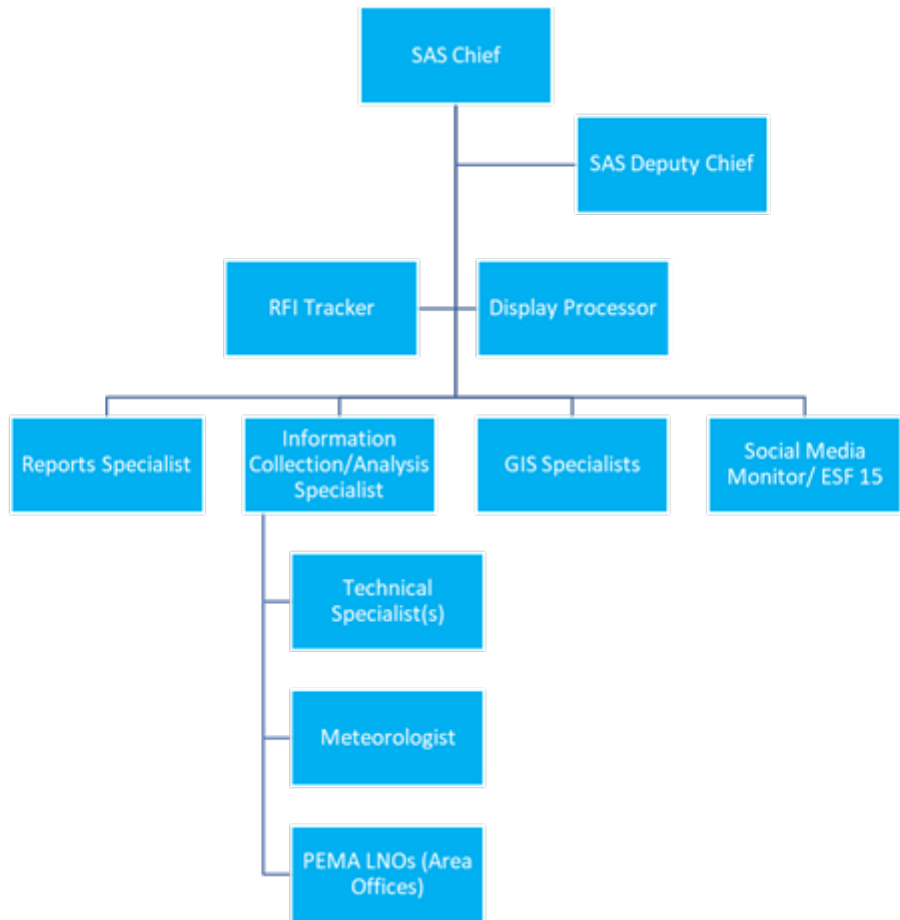 SAS Chief
SAS Deputy Chief
RFI Tracker
Display Processor
Reports Specialist
Information
Collection/Analysis
Specialist
GIS Specialists
Social Media
Monitor/ ESF 15
Technical
Specialist(s)
Meteorologist
PEMA LNOs (Area
Offices)